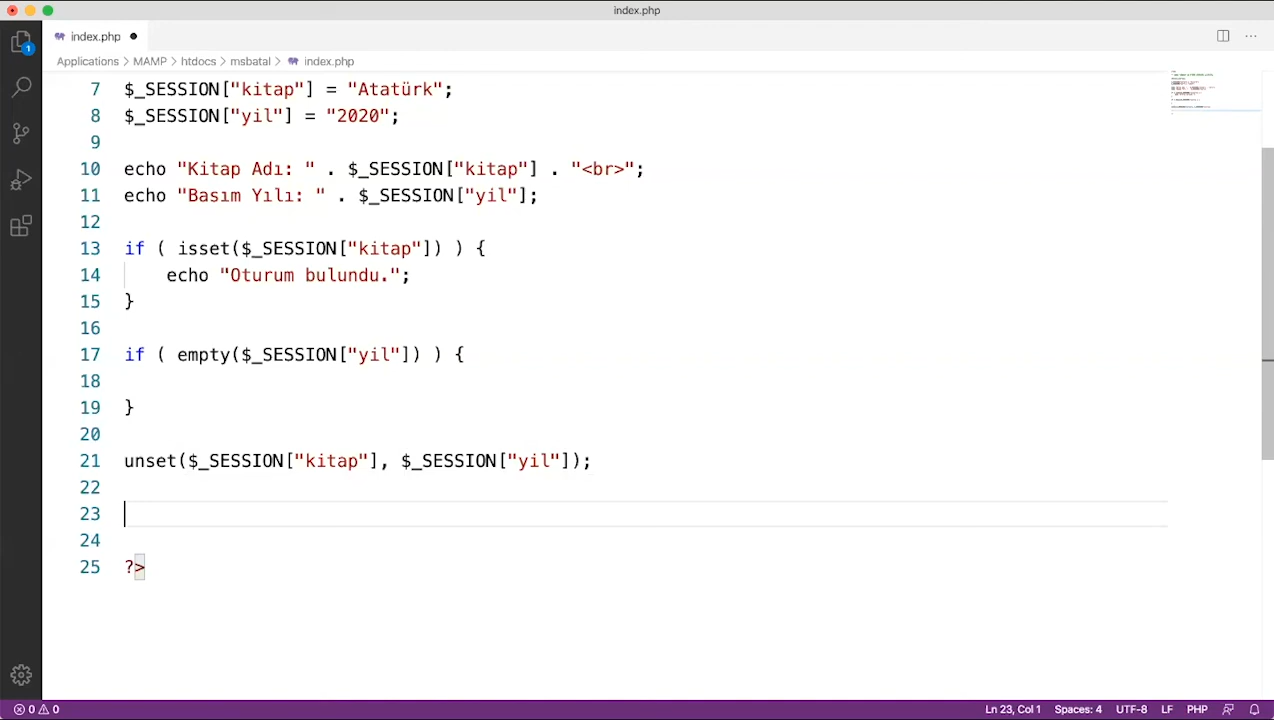 index.php
1
index.php
Applications > MAMP > htdocs > msbatal > index.php
7 $_SESSION["kitap"] = "Atatürk";
8 $_SESSION["yil"] = "2020";
9
10 echo "Kitap Adı: " . $_SESSION["kitap"] . "<br>";
11 echo "Basım Yılı: " . $_SESSION["yil"];
12
13 if ( isset($_SESSION["kitap"]) ) {
14 echo "Oturum bulundu.";
15 }
16
17 if ( empty($_SESSION["yil"]) ) {
18
19 }
20
21 unset($_SESSION["kitap"], $_SESSION["yil"]);
22
23
24
25 ?>
0 0 Ln 23, Col 1 Spaces: 4 UTF-8 LF PHP